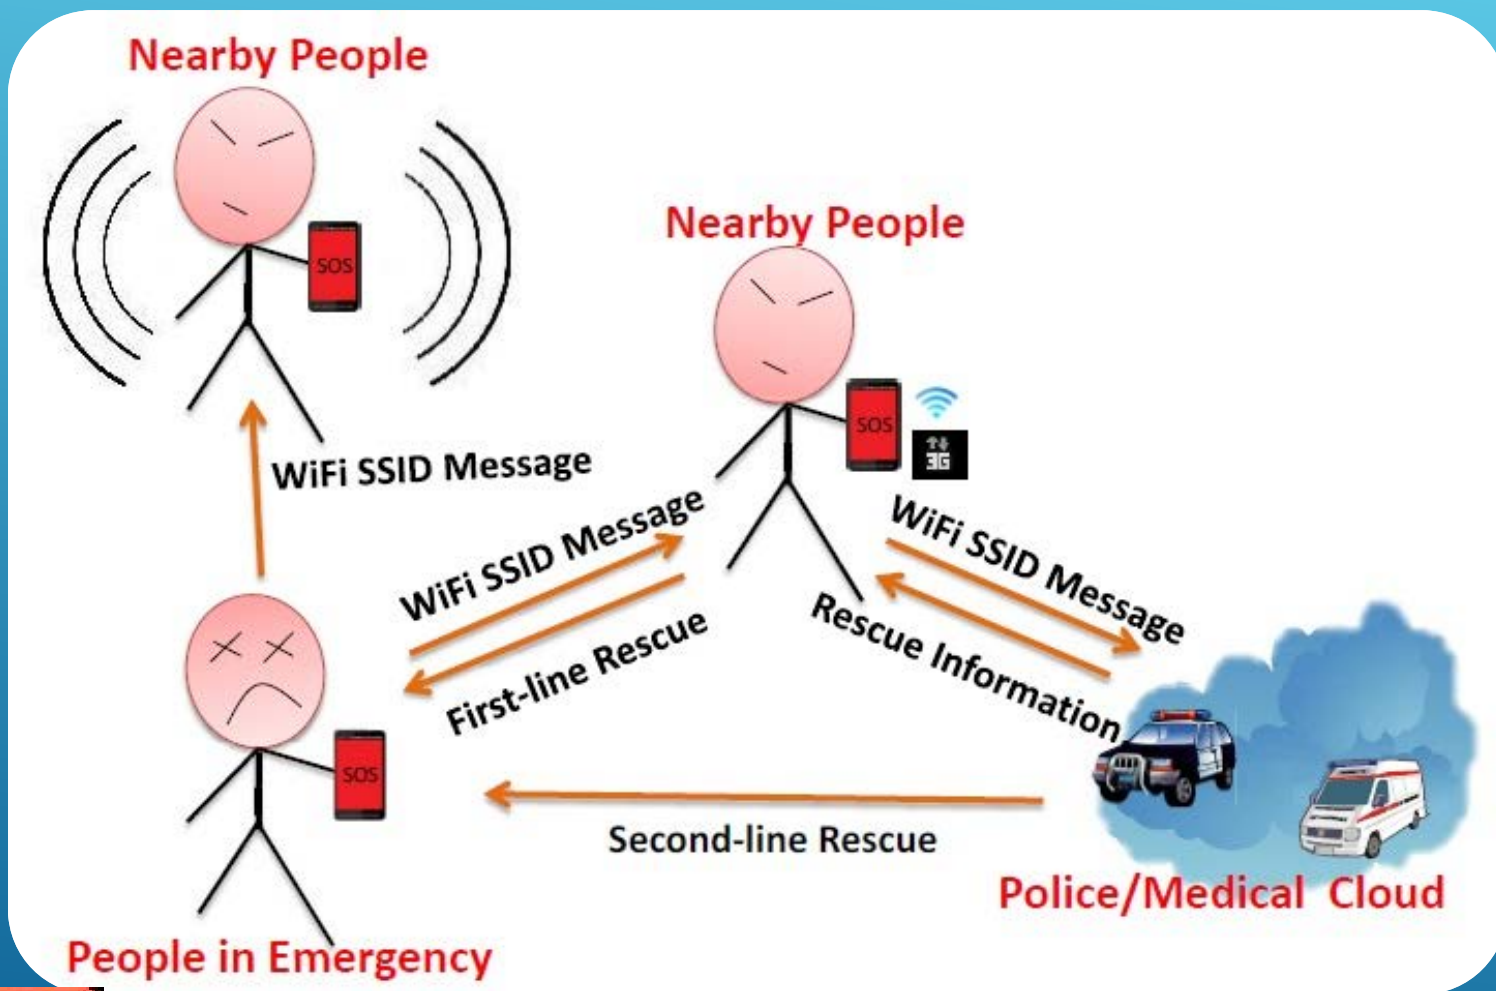 Nearby People
SOS
WiFi SSID Message
Nearby People
SOS
3G
WiFi SSID Message
First-line Rescue
WiFi SSID Message
Rescue Information
SOS
Second-line Rescue
Police/Medical Cloud
People in Emergency